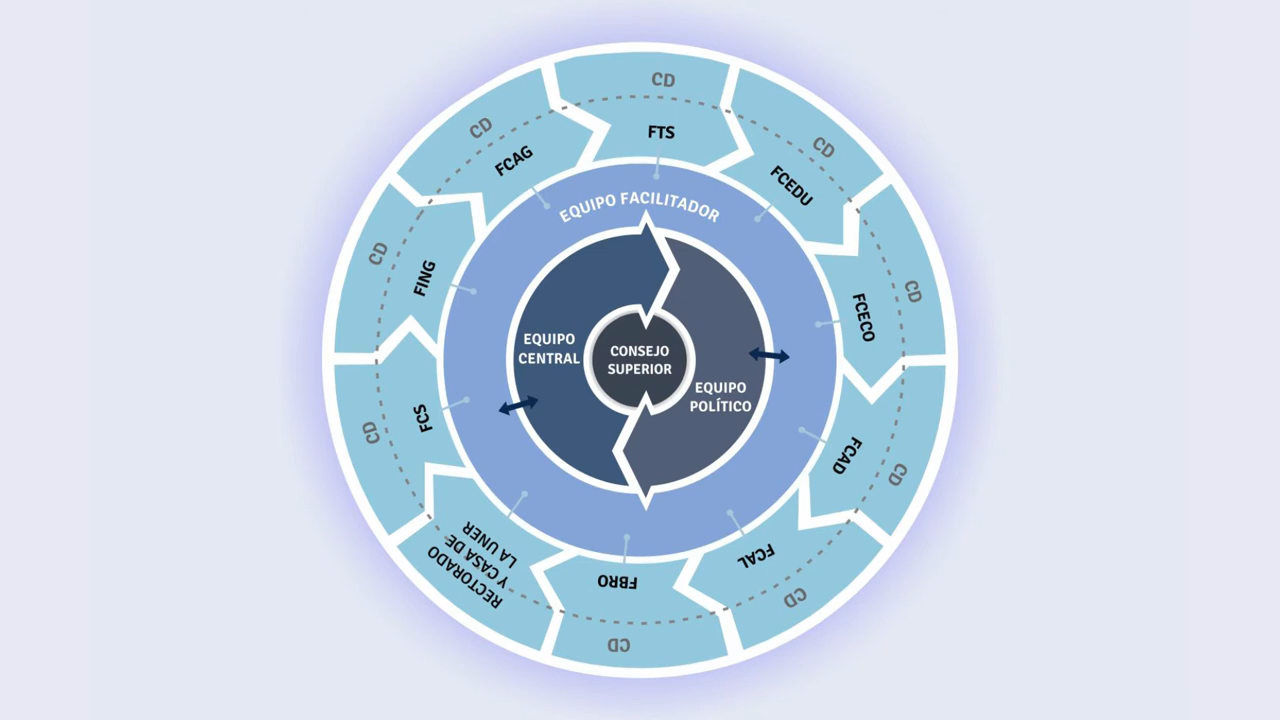 CD
FTS
CD
FCEDU
CD
FCECO
CD
FCAD
CD
FCAL
CD
FBRO
RECTORADO
Y CASA DE
LA UNER
CD
FCS
CD
FING
CD
FCAG
EQUIPO FACILITADOR
EQUIPO
CENTRAL
CONSEJO
SUPERIOR
EQUIPO
POLÍTICO